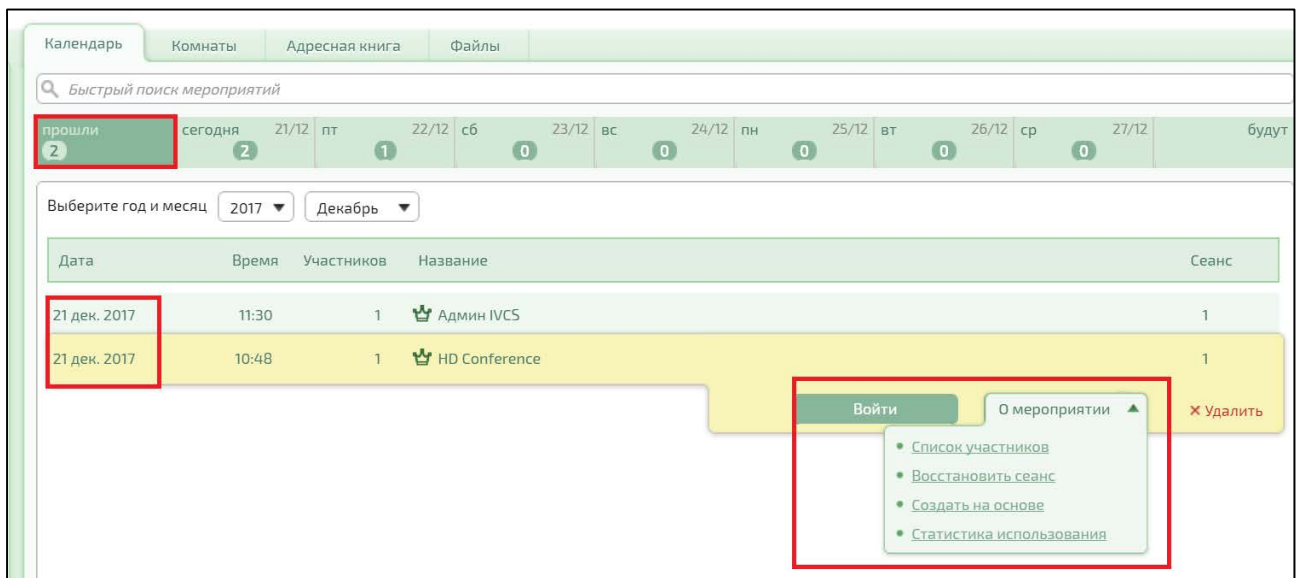 Календарь Комнаты Адресная книга Файлы
Быстрый поиск мероприятий
прошли сегодня 21/12 пт 22/12 сб 23/12 вс 24/12 пн 25/12 вт 26/12 ср 27/12 будут
2 2 1 0 0 0 0 0
Выберите год и месяц 2017 Декабрь
Дата Время Участников Название Сеанс
21 дек. 2017 11:30 1 Админ IVCS 1
21 дек. 2017 10:48 1 HD Conference 1
Войти О мероприятии Удалить
Список участников
Восстановить сеанс
Создать на основе
Статистика использования